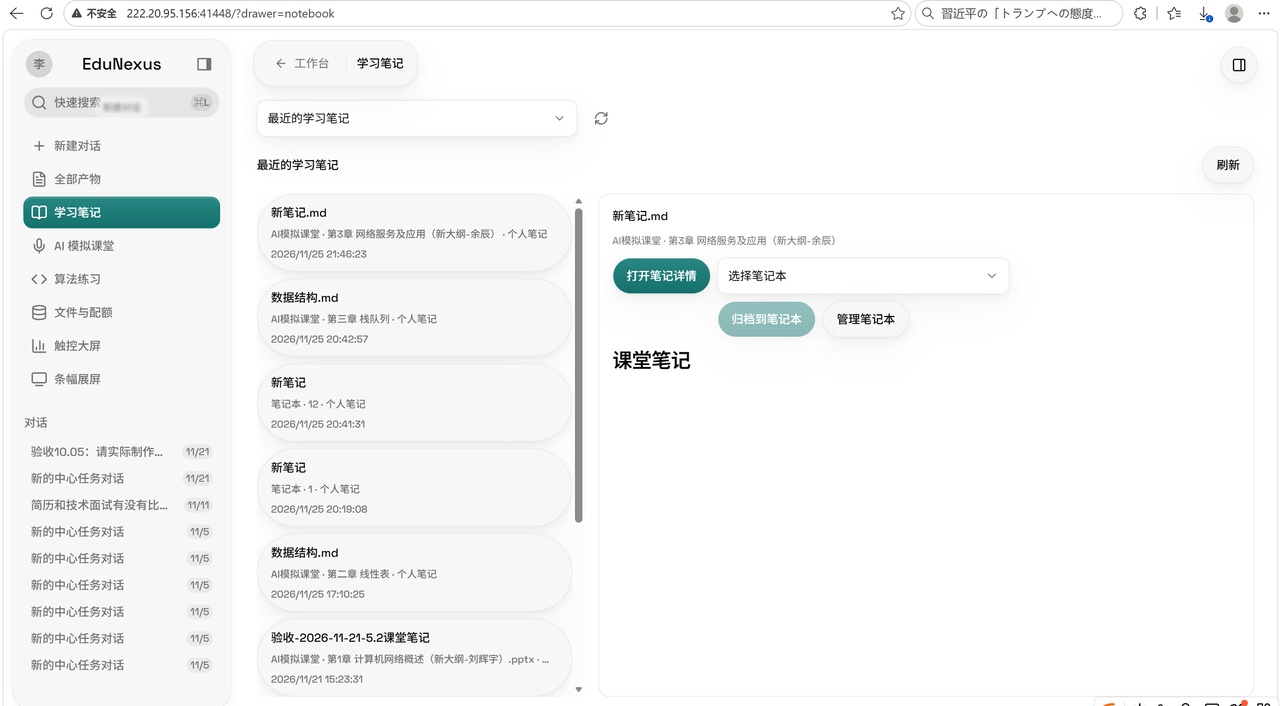 不安全 222.20.95.156:41448/?drawer=notebook
習近平の「トランプへの態度...
李 EduNexus
快速搜索 ⌘L
新建对话
全部产物
学习笔记
AI 模拟课堂
算法练习
文件与配额
触控大屏
条幅展屏
对话
验收10.05：请实际制作... 11/21
新的中心任务对话 11/21
简历和技术面试有没有比... 11/11
新的中心任务对话 11/5
新的中心任务对话 11/5
新的中心任务对话 11/5
新的中心任务对话 11/5
新的中心任务对话 11/5
新的中心任务对话 11/5
← 工作台 学习笔记
最近的学习笔记
最近的学习笔记
刷新
新笔记.md
AI模拟课堂 · 第3章 网络服务及应用（新大纲-余辰） · 个人笔记
2026/11/25 21:46:23
数据结构.md
AI模拟课堂 · 第三章 栈队列 · 个人笔记
2026/11/25 20:42:57
新笔记
笔记本 · 12 · 个人笔记
2026/11/25 20:41:31
新笔记
笔记本 · 1 · 个人笔记
2026/11/25 20:19:08
数据结构.md
AI模拟课堂 · 第二章 线性表 · 个人笔记
2026/11/25 17:10:25
验收-2026-11-21-5.2课堂笔记
AI模拟课堂 · 第1章 计算机网络概述（新大纲-刘辉宇）.pptx · ...
2026/11/21 15:23:31
新笔记.md
AI模拟课堂 · 第3章 网络服务及应用（新大纲-余辰）
打开笔记详情 选择笔记本
归档到笔记本 管理笔记本
课堂笔记